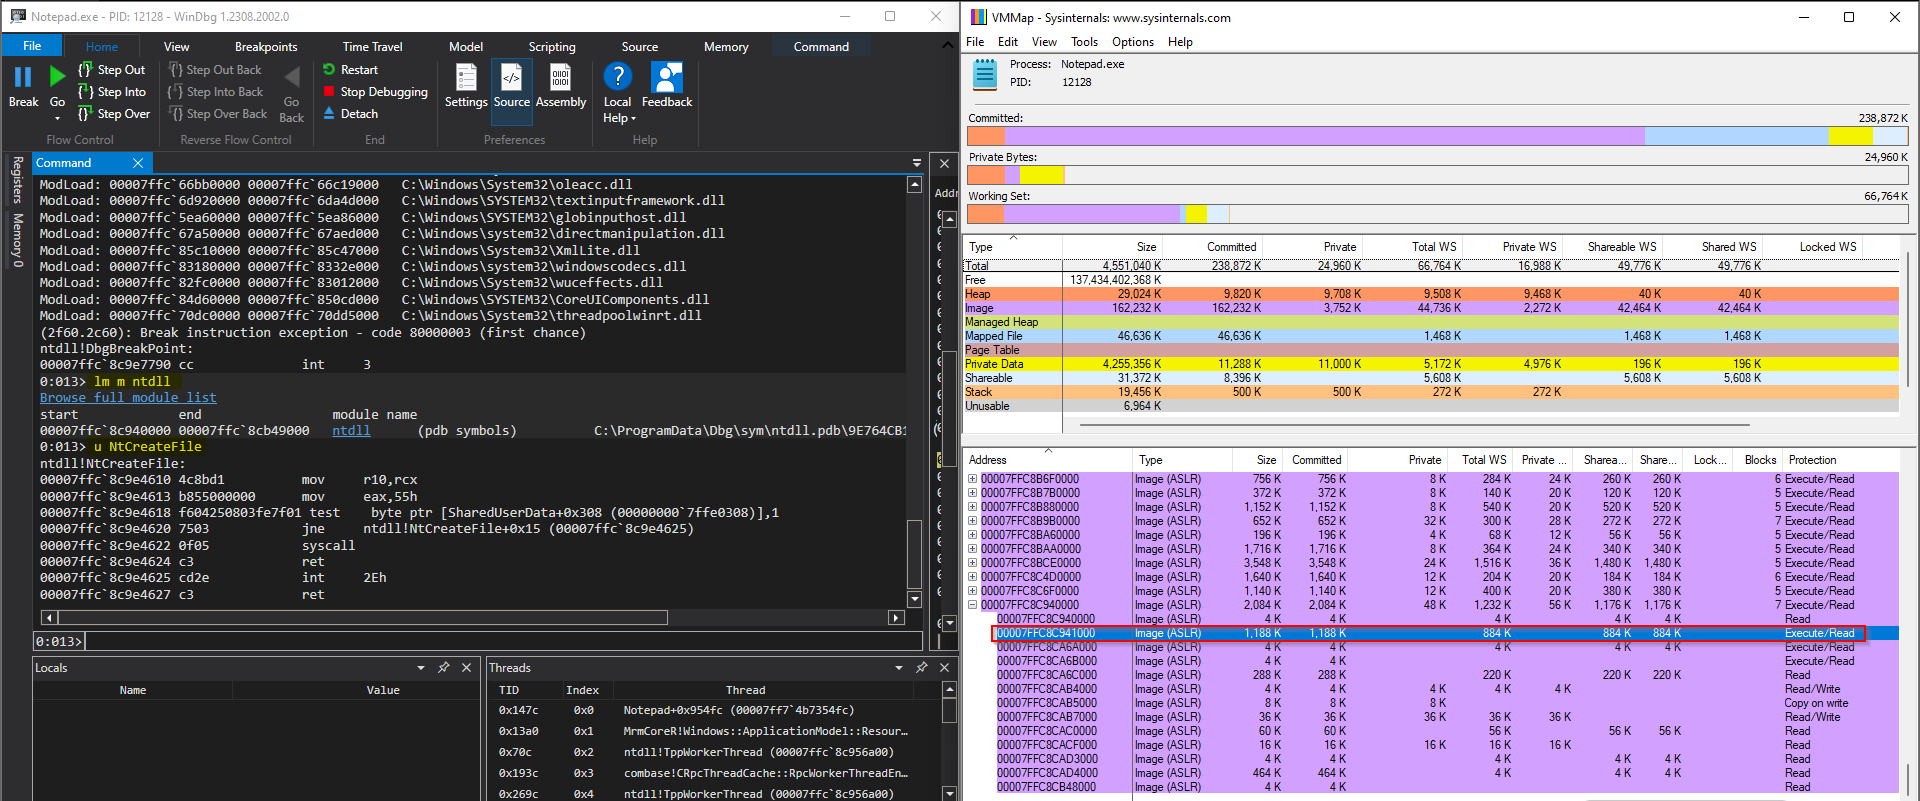 Notepad.exe - PID: 12128 - WinDbg 1.2308.2002.0
File Home View Breakpoints Time Travel Model Scripting Source Memory Command
Break Go Step Out Step Into Step Over
Flow Control
Step Out Back Step Into Back Step Over Back Go Back
Reverse Flow Control
Restart Stop Debugging Detach
End
Settings Source Assembly
Preferences
Local Help Feedback
Help
Registers
Memory 0
Command
ModLoad: 00007ffc`66bb0000 00007ffc`66c19000 C:\Windows\System32\oleacc.dll
ModLoad: 00007ffc`6d920000 00007ffc`6da4d000 C:\Windows\SYSTEM32\textinputframework.dll
ModLoad: 00007ffc`5ea60000 00007ffc`5ea86000 C:\Windows\System32\globinputhost.dll
ModLoad: 00007ffc`67a50000 00007ffc`67aed000 C:\Windows\System32\directmanipulation.dll
ModLoad: 00007ffc`85c10000 00007ffc`85c47000 C:\Windows\System32\XmlLite.dll
ModLoad: 00007ffc`83180000 00007ffc`8332e000 C:\Windows\system32\windowscodecs.dll
ModLoad: 00007ffc`82fc0000 00007ffc`83012000 C:\Windows\System32\wuceffects.dll
ModLoad: 00007ffc`84d60000 00007ffc`850cd000 C:\Windows\SYSTEM32\CoreUIComponents.dll
ModLoad: 00007ffc`70dc0000 00007ffc`70dd5000 C:\Windows\System32\threadpoolwinrt.dll
(2f60.2c60): Break instruction exception - code 80000003 (first chance)
ntdll!DbgBreakPoint:
00007ffc`8c9e7790 cc int 3
0:013> lm m ntdll
Browse full module list
start end module name
00007ffc`8c940000 00007ffc`8cb49000 ntdll (pdb symbols) C:\ProgramData\Dbg\sym\ntdll.pdb\9E764CB1
0:013> u NtCreateFile
ntdll!NtCreateFile:
00007ffc`8c9e4610 4c8bd1 mov r10,rcx
00007ffc`8c9e4613 b855000000 mov eax,55h
00007ffc`8c9e4618 f604250803fe7f01 test byte ptr [SharedUserData+0x308 (00000000`7ffe0308)],1
00007ffc`8c9e4620 7503 jne ntdll!NtCreateFile+0x15 (00007ffc`8c9e4625)
00007ffc`8c9e4622 0f05 syscall
00007ffc`8c9e4624 c3 ret
00007ffc`8c9e4625 cd2e int 2Eh
00007ffc`8c9e4627 c3 ret
0:013>
Addr
Locals
Name Value
Threads
TID Index Thread
0x147c 0x0 Notepad+0x954fc (00007ff7`4b7354fc)
0x13a0 0x1 MrmCoreR!Windows::ApplicationModel::Resour...
0x70c 0x2 ntdll!TppWorkerThread (00007ffc`8c956a00)
0x193c 0x3 combase!CRpcThreadCache::RpcWorkerThreadEn...
0x269c 0x4 ntdll!TppWorkerThread (00007ffc`8c956a00)
VMMap - Sysinternals: www.sysinternals.com
File Edit View Tools Options Help
Process: Notepad.exe
PID: 12128
Committed: 238,872 K
Private Bytes: 24,960 K
Working Set: 66,764 K
Type Size Committed Private Total WS Private WS Shareable WS Shared WS Locked WS
Total 4,551,040 K 238,872 K 24,960 K 66,764 K 16,988 K 49,776 K 49,776 K
Free 137,434,402,368 K
Heap 29,024 K 9,820 K 9,708 K 9,508 K 9,468 K 40 K 40 K
Image 162,232 K 162,232 K 3,752 K 44,736 K 2,272 K 42,464 K 42,464 K
Managed Heap
Mapped File 46,636 K 46,636 K 1,468 K 1,468 K 1,468 K
Page Table
Private Data 4,255,356 K 11,288 K 11,000 K 5,172 K 4,976 K 196 K 196 K
Shareable 31,372 K 8,396 K 5,608 K 5,608 K 5,608 K
Stack 19,456 K 500 K 500 K 272 K 272 K
Unusable 6,964 K
Address Type Size Committed Private Total WS Private ... Sharea... Share... Lock... Blocks Protection
00007FFC8B6F0000 Image (ASLR) 756 K 756 K 8 K 284 K 24 K 260 K 260 K 6 Execute/Read
00007FFC8B7B0000 Image (ASLR) 372 K 372 K 8 K 140 K 20 K 120 K 120 K 5 Execute/Read
00007FFC8B880000 Image (ASLR) 1,152 K 1,152 K 8 K 540 K 20 K 520 K 520 K 5 Execute/Read
00007FFC8B9B0000 Image (ASLR) 652 K 652 K 32 K 300 K 28 K 272 K 272 K 7 Execute/Read
00007FFC8BA60000 Image (ASLR) 196 K 196 K 4 K 68 K 12 K 56 K 56 K 5 Execute/Read
00007FFC8BAA0000 Image (ASLR) 1,716 K 1,716 K 8 K 364 K 24 K 340 K 340 K 5 Execute/Read
00007FFC8BCE0000 Image (ASLR) 3,548 K 3,548 K 24 K 1,516 K 36 K 1,480 K 1,480 K 5 Execute/Read
00007FFC8C4D0000 Image (ASLR) 1,640 K 1,640 K 12 K 204 K 20 K 184 K 184 K 6 Execute/Read
00007FFC8C6F0000 Image (ASLR) 1,140 K 1,140 K 12 K 400 K 20 K 380 K 380 K 5 Execute/Read
00007FFC8C940000 Image (ASLR) 2,084 K 2,084 K 48 K 1,232 K 56 K 1,176 K 1,176 K 7 Execute/Read
00007FFC8C940000 Image (ASLR) 4 K 4 K 4 K 4 K 4 K Read
00007FFC8C941000 Image (ASLR) 1,188 K 1,188 K 884 K 884 K 884 K Execute/Read
00007FFC8CA6A000 Image (ASLR) 4 K 4 K 4 K 4 K 4 K Execute/Read
00007FFC8CA6B000 Image (ASLR) 4 K 4 K Execute/Read
00007FFC8CA6C000 Image (ASLR) 288 K 288 K 220 K 220 K 220 K Read
00007FFC8CAB4000 Image (ASLR) 4 K 4 K 4 K 4 K 4 K Read/Write
00007FFC8CAB5000 Image (ASLR) 8 K 8 K 8 K Copy on write
00007FFC8CAB7000 Image (ASLR) 36 K 36 K 36 K 36 K 36 K Read/Write
00007FFC8CAC0000 Image (ASLR) 60 K 60 K 56 K 56 K 56 K Read
00007FFC8CACF000 Image (ASLR) 16 K 16 K 16 K 16 K 16 K Read
00007FFC8CAD3000 Image (ASLR) 4 K 4 K 4 K 4 K 4 K Read
00007FFC8CAD4000 Image (ASLR) 464 K 464 K 4 K 4 K 4 K Read
00007FFC8CB48000 Image (ASLR) 4 K 4 K Read